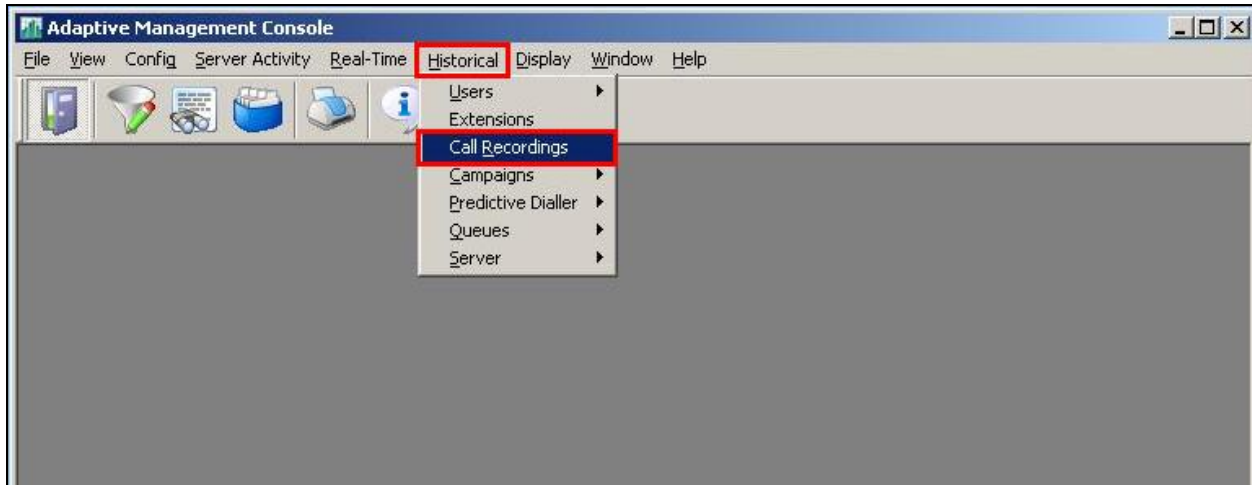 Adaptive Management Console
File View Config Server Activity Real-Time Historical Display Window Help
Users
Extensions
Call Recordings
Campaigns
Predictive Dialler
Queues
Server